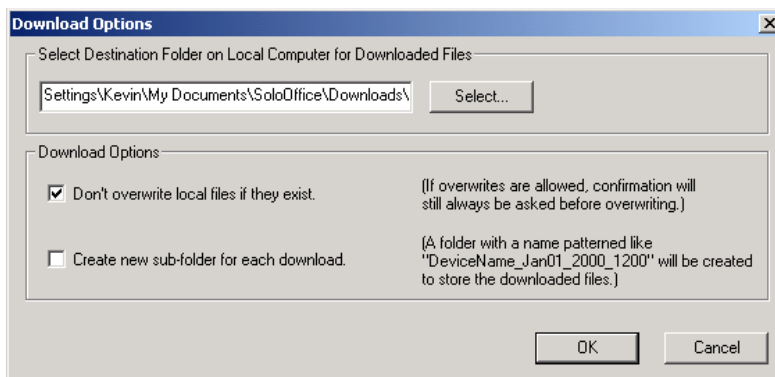 Download Options
Select Destination Folder on Local Computer for Downloaded Files
Settings\Kevin\My Documents\SoloOffice\Downloads\
Select...
Download Options
Don't overwrite local files if they exist.
(If overwrites are allowed, confirmation will
still always be asked before overwriting.)
Create new sub-folder for each download.
(A folder with a name patterned like
"DeviceName_Jan01_2000_1200" will be created
to store the downloaded files.)
OK
Cancel